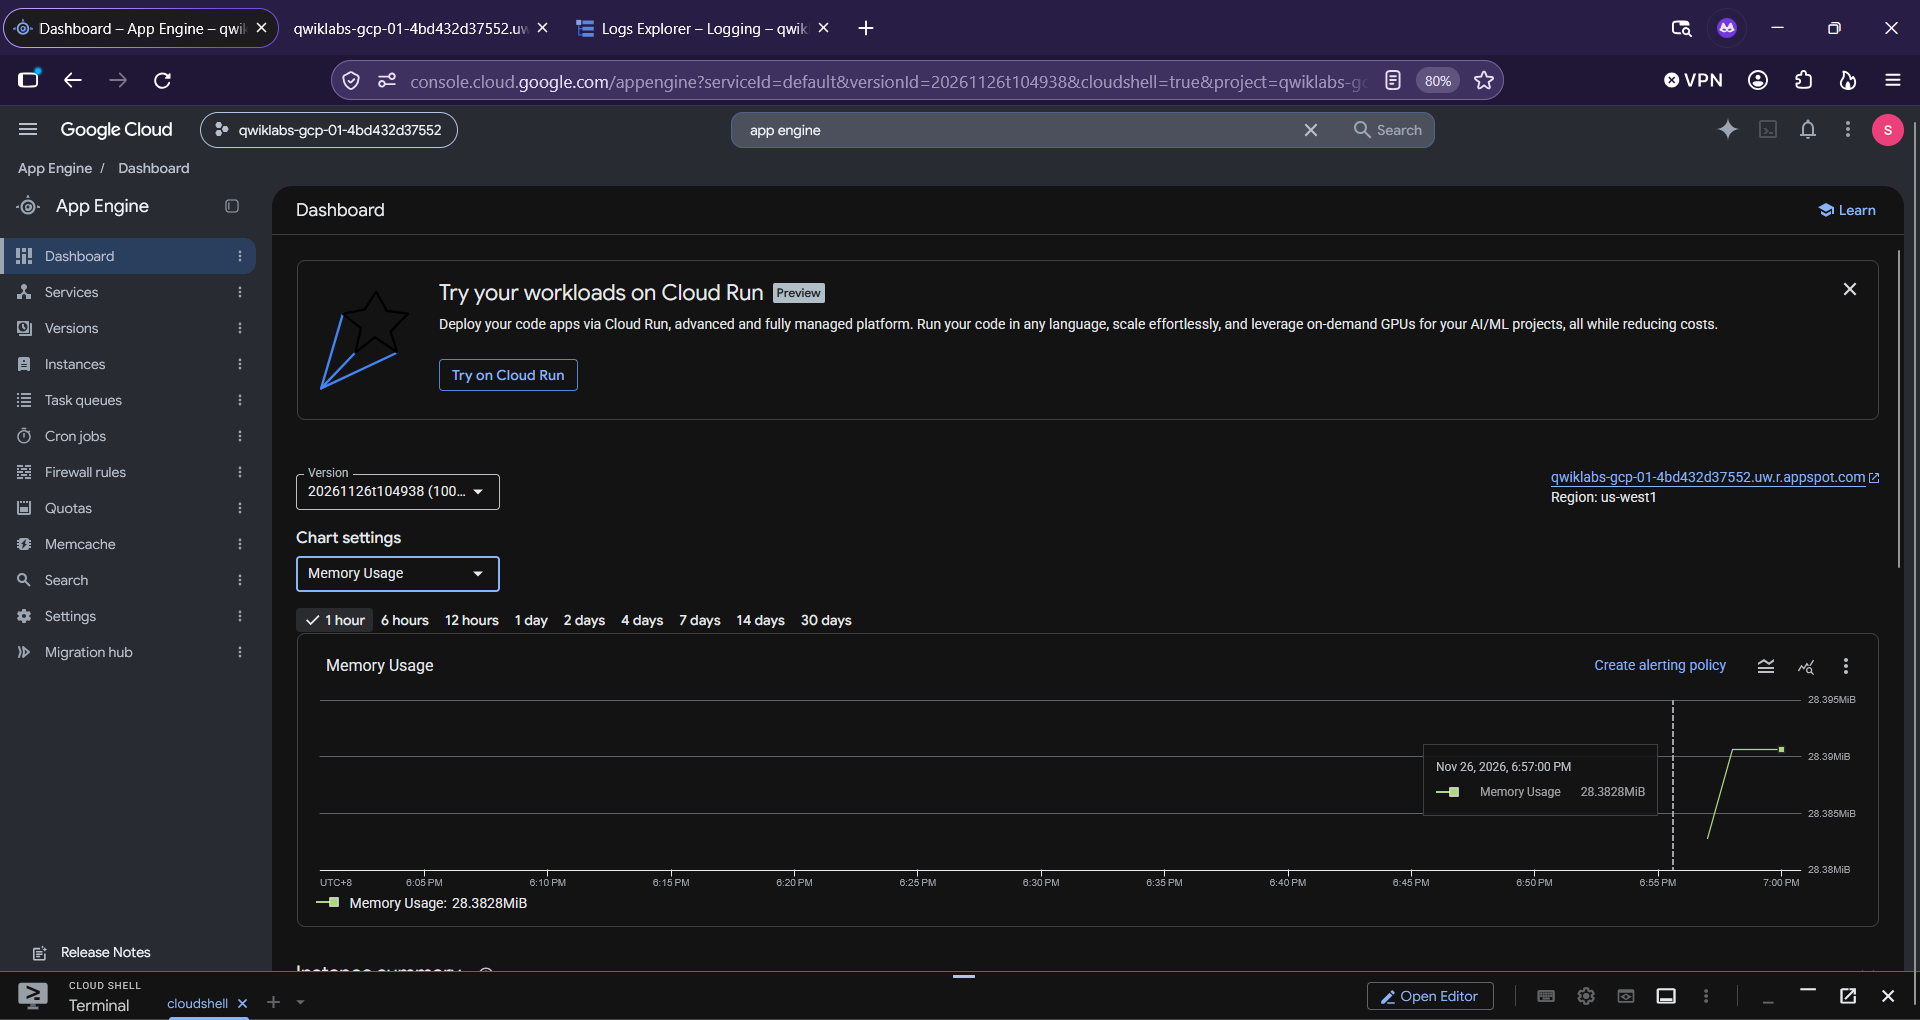 Dashboard – App Engine – qwik
qwiklabs-gcp-01-4bd432d37552.uw
Logs Explorer – Logging – qwik
console.cloud.google.com/appengine?serviceId=default&versionId=20261126t104938&cloudshell=true&project=qwiklabs-gc
80%
VPN
Google Cloud
qwiklabs-gcp-01-4bd432d37552
app engine
Search
S
App Engine / Dashboard
App Engine
Dashboard
Services
Versions
Instances
Task queues
Cron jobs
Firewall rules
Quotas
Memcache
Search
Settings
Migration hub
Release Notes
Dashboard
Learn
Try your workloads on Cloud Run Preview
Deploy your code apps via Cloud Run, advanced and fully managed platform. Run your code in any language, scale effortlessly, and leverage on-demand GPUs for your AI/ML projects, all while reducing costs.
Try on Cloud Run
Version
20261126t104938 (100...
qwiklabs-gcp-01-4bd432d37552.uw.r.appspot.com
Region: us-west1
Chart settings
Memory Usage
1 hour 6 hours 12 hours 1 day 2 days 4 days 7 days 14 days 30 days
Memory Usage
Create alerting policy
28.395MiB
28.39MiB
28.385MiB
28.38MiB
Nov 26, 2026, 6:57:00 PM
Memory Usage 28.3828MiB
UTC+8 6:05 PM 6:10 PM 6:15 PM 6:20 PM 6:25 PM 6:30 PM 6:35 PM 6:40 PM 6:45 PM 6:50 PM 6:55 PM 7:00 PM
Memory Usage: 28.3828MiB
Instance summary
CLOUD SHELL
Terminal
cloudshell
Open Editor